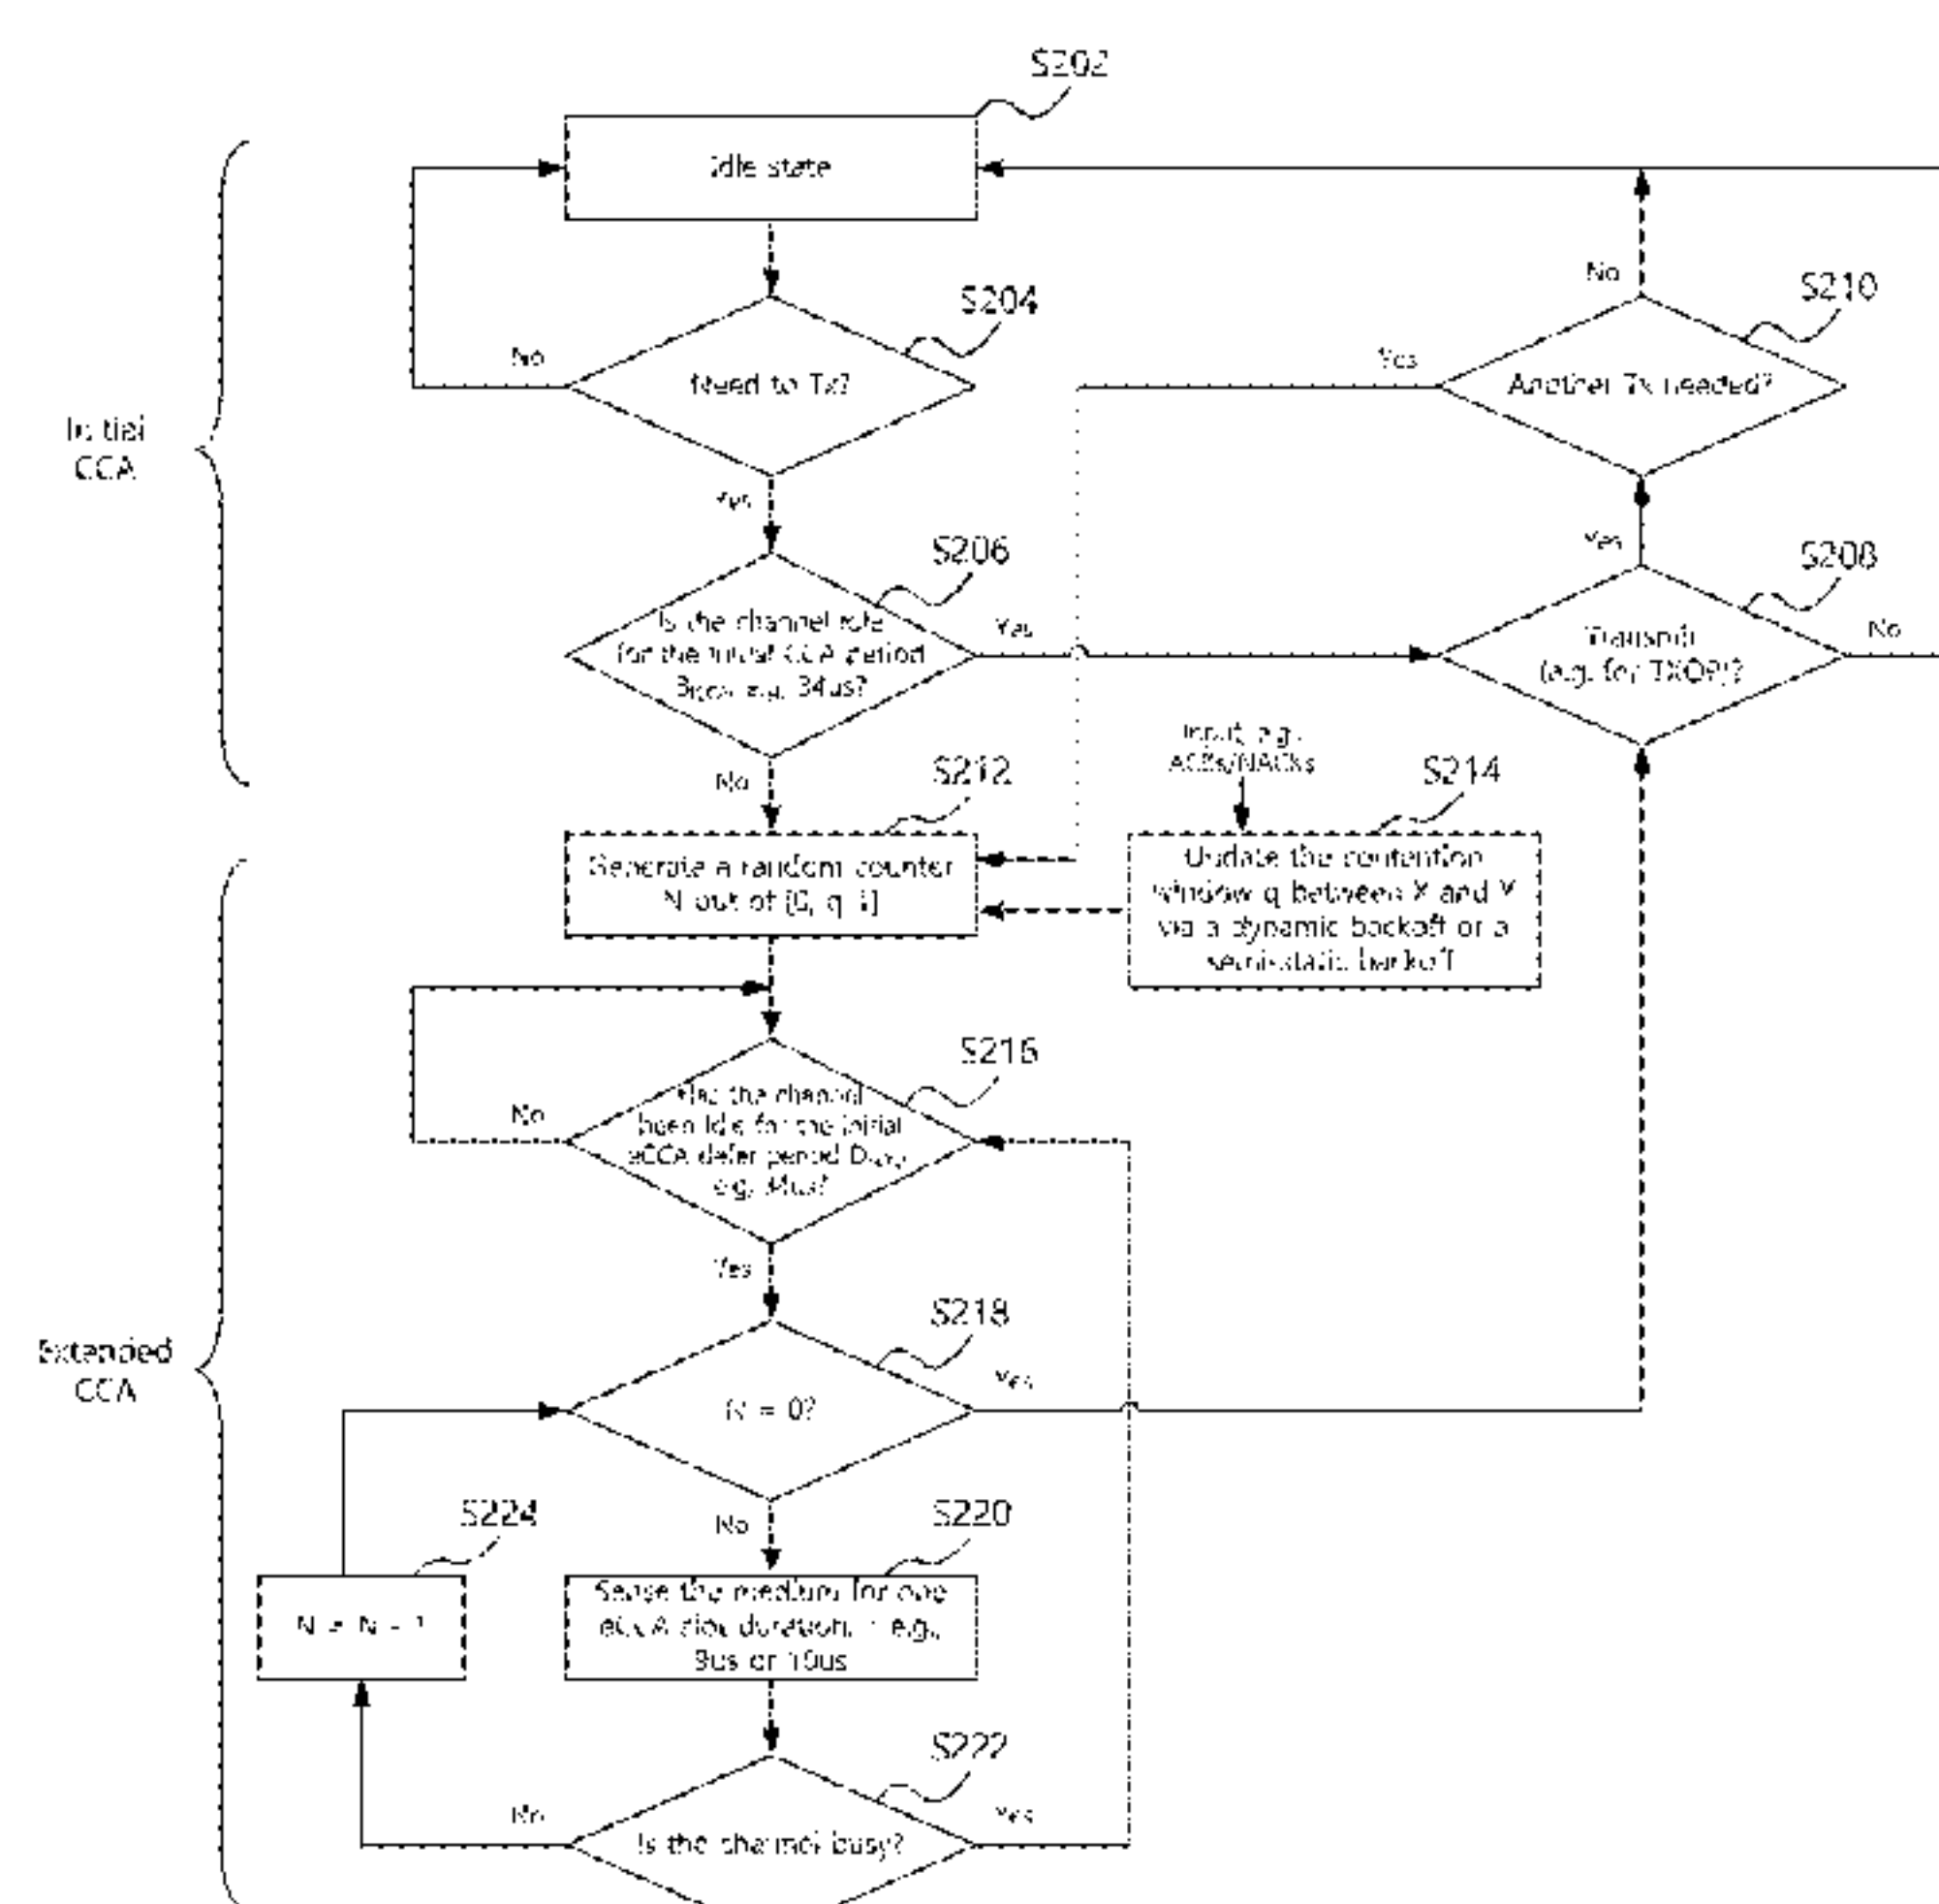 S202
Idle state
S204
No
Need to Tx?
Yes
No
S210
Yes
Another Tx needed?
Initial
CCA
Yes
S206
Is the channel idle
for the initial CCA period
e.g. 34us?
Yes
S208
Transmit
(e.g. for TXOP)?
No
No
S212
Generate a random counter
N out of [0, q-1]
Input, e.g.
ACKs/NACKs
S214
Update the contention
window q between X and Y
via a dynamic backoff or a
semi-static backoff
S216
No
Has the channel
been idle for the initial
eCCA defer period
e.g. 34us?
Yes
Extended
CCA
S218
N = 0?
Yes
No
S224
N = N - 1
S220
Sense the medium for one
eCCA slot duration, e.g.,
9us or 10us
S222
No
Is the channel busy?
Yes